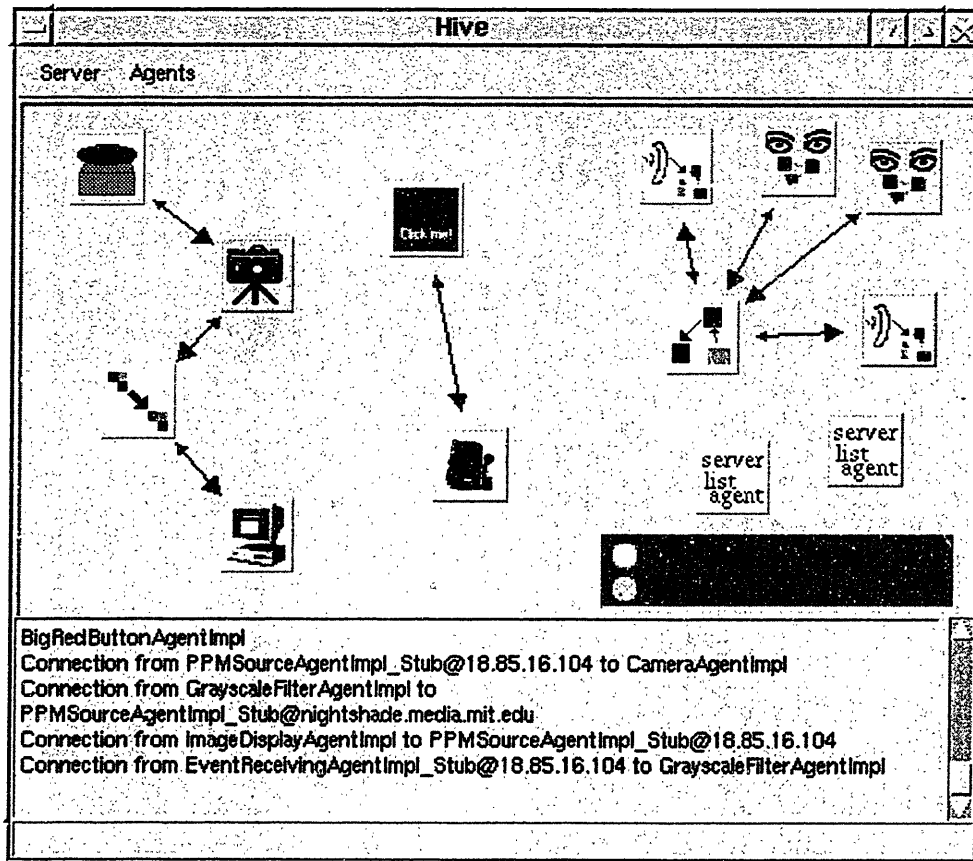 Hive
Server Agents
Click me!
server
list
agent
server
list
agent
BigRedButtonAgentImpl
Connection from PPMSourceAgentImpl_Stub@18.85.16.104 to CameraAgentImpl
Connection from GrayscaleFilterAgentImpl to
PPMSourceAgentImpl_Stub@nightshade.media.mit.edu
Connection from ImageDisplayAgentImpl to PPMSourceAgentImpl_Stub@18.85.16.104
Connection from EventReceivingAgentImpl_Stub@18.85.16.104 to GrayscaleFilterAgentImpl